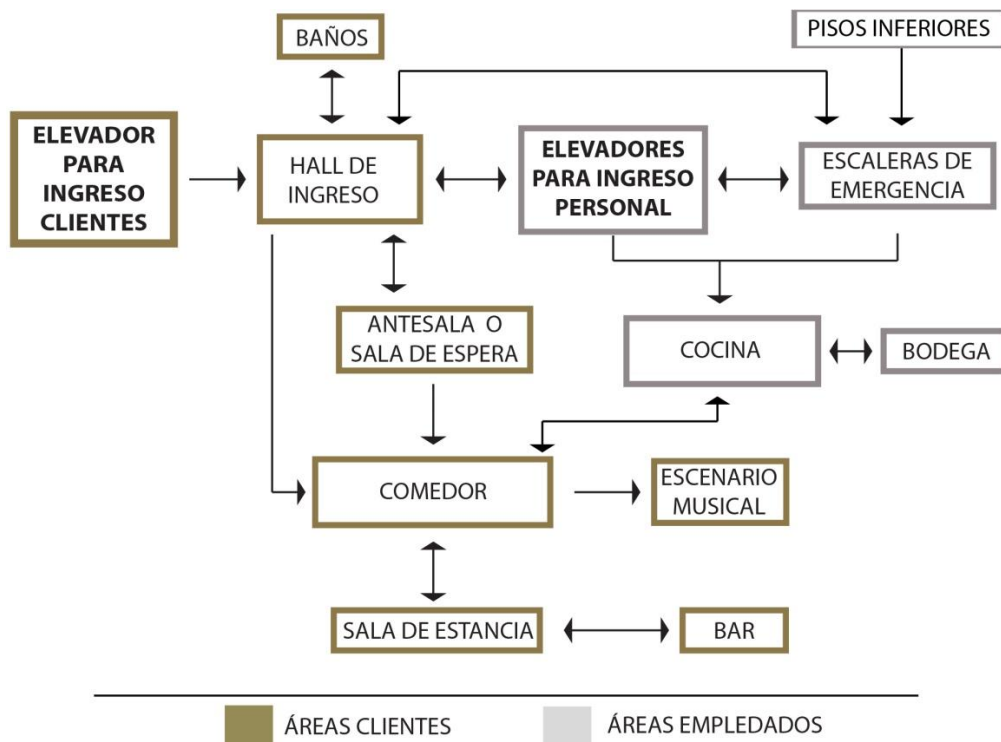 BAÑOS
PISOS INFERIORES
ELEVADOR
PARA
INGRESO
CLIENTES
HALL DE
INGRESO
ELEVADORES
PARA INGRESO
PERSONAL
ESCALERAS DE
EMERGENCIA
ANTESALA O
SALA DE ESPERA
COCINA
BODEGA
COMEDOR
ESCENARIO
MUSICAL
SALA DE ESTANCIA
BAR
ÁREAS CLIENTES
ÁREAS EMPLEDADOS